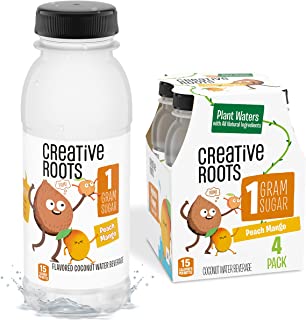 CREATIVE
ROOTS
1
GRAM
SUGAR
Peach Mango
15
FLAVORED COCONUT WATER BEVERAGE
Plant Waters
with All Natural Ingredients
CREATIVE
ROOTS
1
GRAM
SUGAR
Peach Mango
15
4
PACK
COCONUT WATER BEVERAGE